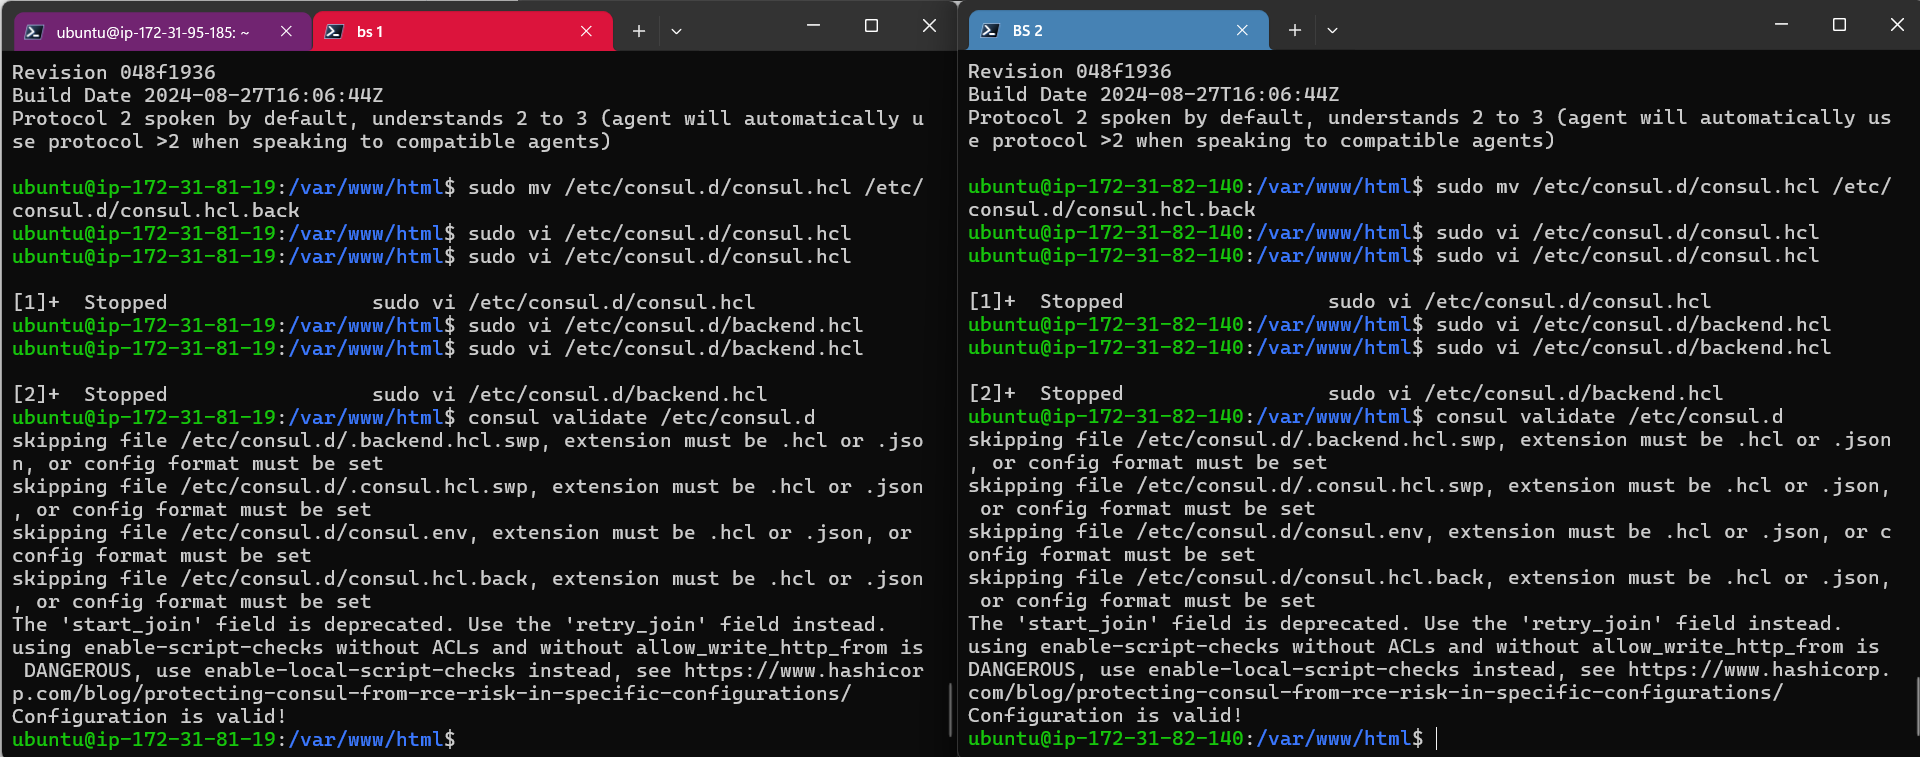 ubuntu@ip-172-31-95-185: ~
bs 1
Revision 048f1936
Build Date 2024-08-27T16:06:44Z
Protocol 2 spoken by default, understands 2 to 3 (agent will automatically u
se protocol >2 when speaking to compatible agents)
ubuntu@ip-172-31-81-19:/var/www/html$ sudo mv /etc/consul.d/consul.hcl /etc/
consul.d/consul.hcl.back
ubuntu@ip-172-31-81-19:/var/www/html$ sudo vi /etc/consul.d/consul.hcl
ubuntu@ip-172-31-81-19:/var/www/html$ sudo vi /etc/consul.d/consul.hcl
[1]+  Stopped                 sudo vi /etc/consul.d/consul.hcl
ubuntu@ip-172-31-81-19:/var/www/html$ sudo vi /etc/consul.d/backend.hcl
ubuntu@ip-172-31-81-19:/var/www/html$ sudo vi /etc/consul.d/backend.hcl
[2]+  Stopped                 sudo vi /etc/consul.d/backend.hcl
ubuntu@ip-172-31-81-19:/var/www/html$ consul validate /etc/consul.d
skipping file /etc/consul.d/.backend.hcl.swp, extension must be .hcl or .jso
n, or config format must be set
skipping file /etc/consul.d/.consul.hcl.swp, extension must be .hcl or .json
, or config format must be set
skipping file /etc/consul.d/consul.env, extension must be .hcl or .json, or
config format must be set
skipping file /etc/consul.d/consul.hcl.back, extension must be .hcl or .json
, or config format must be set
The 'start_join' field is deprecated. Use the 'retry_join' field instead.
using enable-script-checks without ACLs and without allow_write_http_from is
 DANGEROUS, use enable-local-script-checks instead, see https://www.hashicor
p.com/blog/protecting-consul-from-rce-risk-in-specific-configurations/
Configuration is valid!
ubuntu@ip-172-31-81-19:/var/www/html$
BS 2
Revision 048f1936
Build Date 2024-08-27T16:06:44Z
Protocol 2 spoken by default, understands 2 to 3 (agent will automatically us
e protocol >2 when speaking to compatible agents)
ubuntu@ip-172-31-82-140:/var/www/html$ sudo mv /etc/consul.d/consul.hcl /etc/
consul.d/consul.hcl.back
ubuntu@ip-172-31-82-140:/var/www/html$ sudo vi /etc/consul.d/consul.hcl
ubuntu@ip-172-31-82-140:/var/www/html$ sudo vi /etc/consul.d/consul.hcl
[1]+  Stopped                 sudo vi /etc/consul.d/consul.hcl
ubuntu@ip-172-31-82-140:/var/www/html$ sudo vi /etc/consul.d/backend.hcl
ubuntu@ip-172-31-82-140:/var/www/html$ sudo vi /etc/consul.d/backend.hcl
[2]+  Stopped                 sudo vi /etc/consul.d/backend.hcl
ubuntu@ip-172-31-82-140:/var/www/html$ consul validate /etc/consul.d
skipping file /etc/consul.d/.backend.hcl.swp, extension must be .hcl or .json
, or config format must be set
skipping file /etc/consul.d/.consul.hcl.swp, extension must be .hcl or .json,
 or config format must be set
skipping file /etc/consul.d/consul.env, extension must be .hcl or .json, or c
onfig format must be set
skipping file /etc/consul.d/consul.hcl.back, extension must be .hcl or .json,
 or config format must be set
The 'start_join' field is deprecated. Use the 'retry_join' field instead.
using enable-script-checks without ACLs and without allow_write_http_from is
DANGEROUS, use enable-local-script-checks instead, see https://www.hashicorp.
com/blog/protecting-consul-from-rce-risk-in-specific-configurations/
Configuration is valid!
ubuntu@ip-172-31-82-140:/var/www/html$